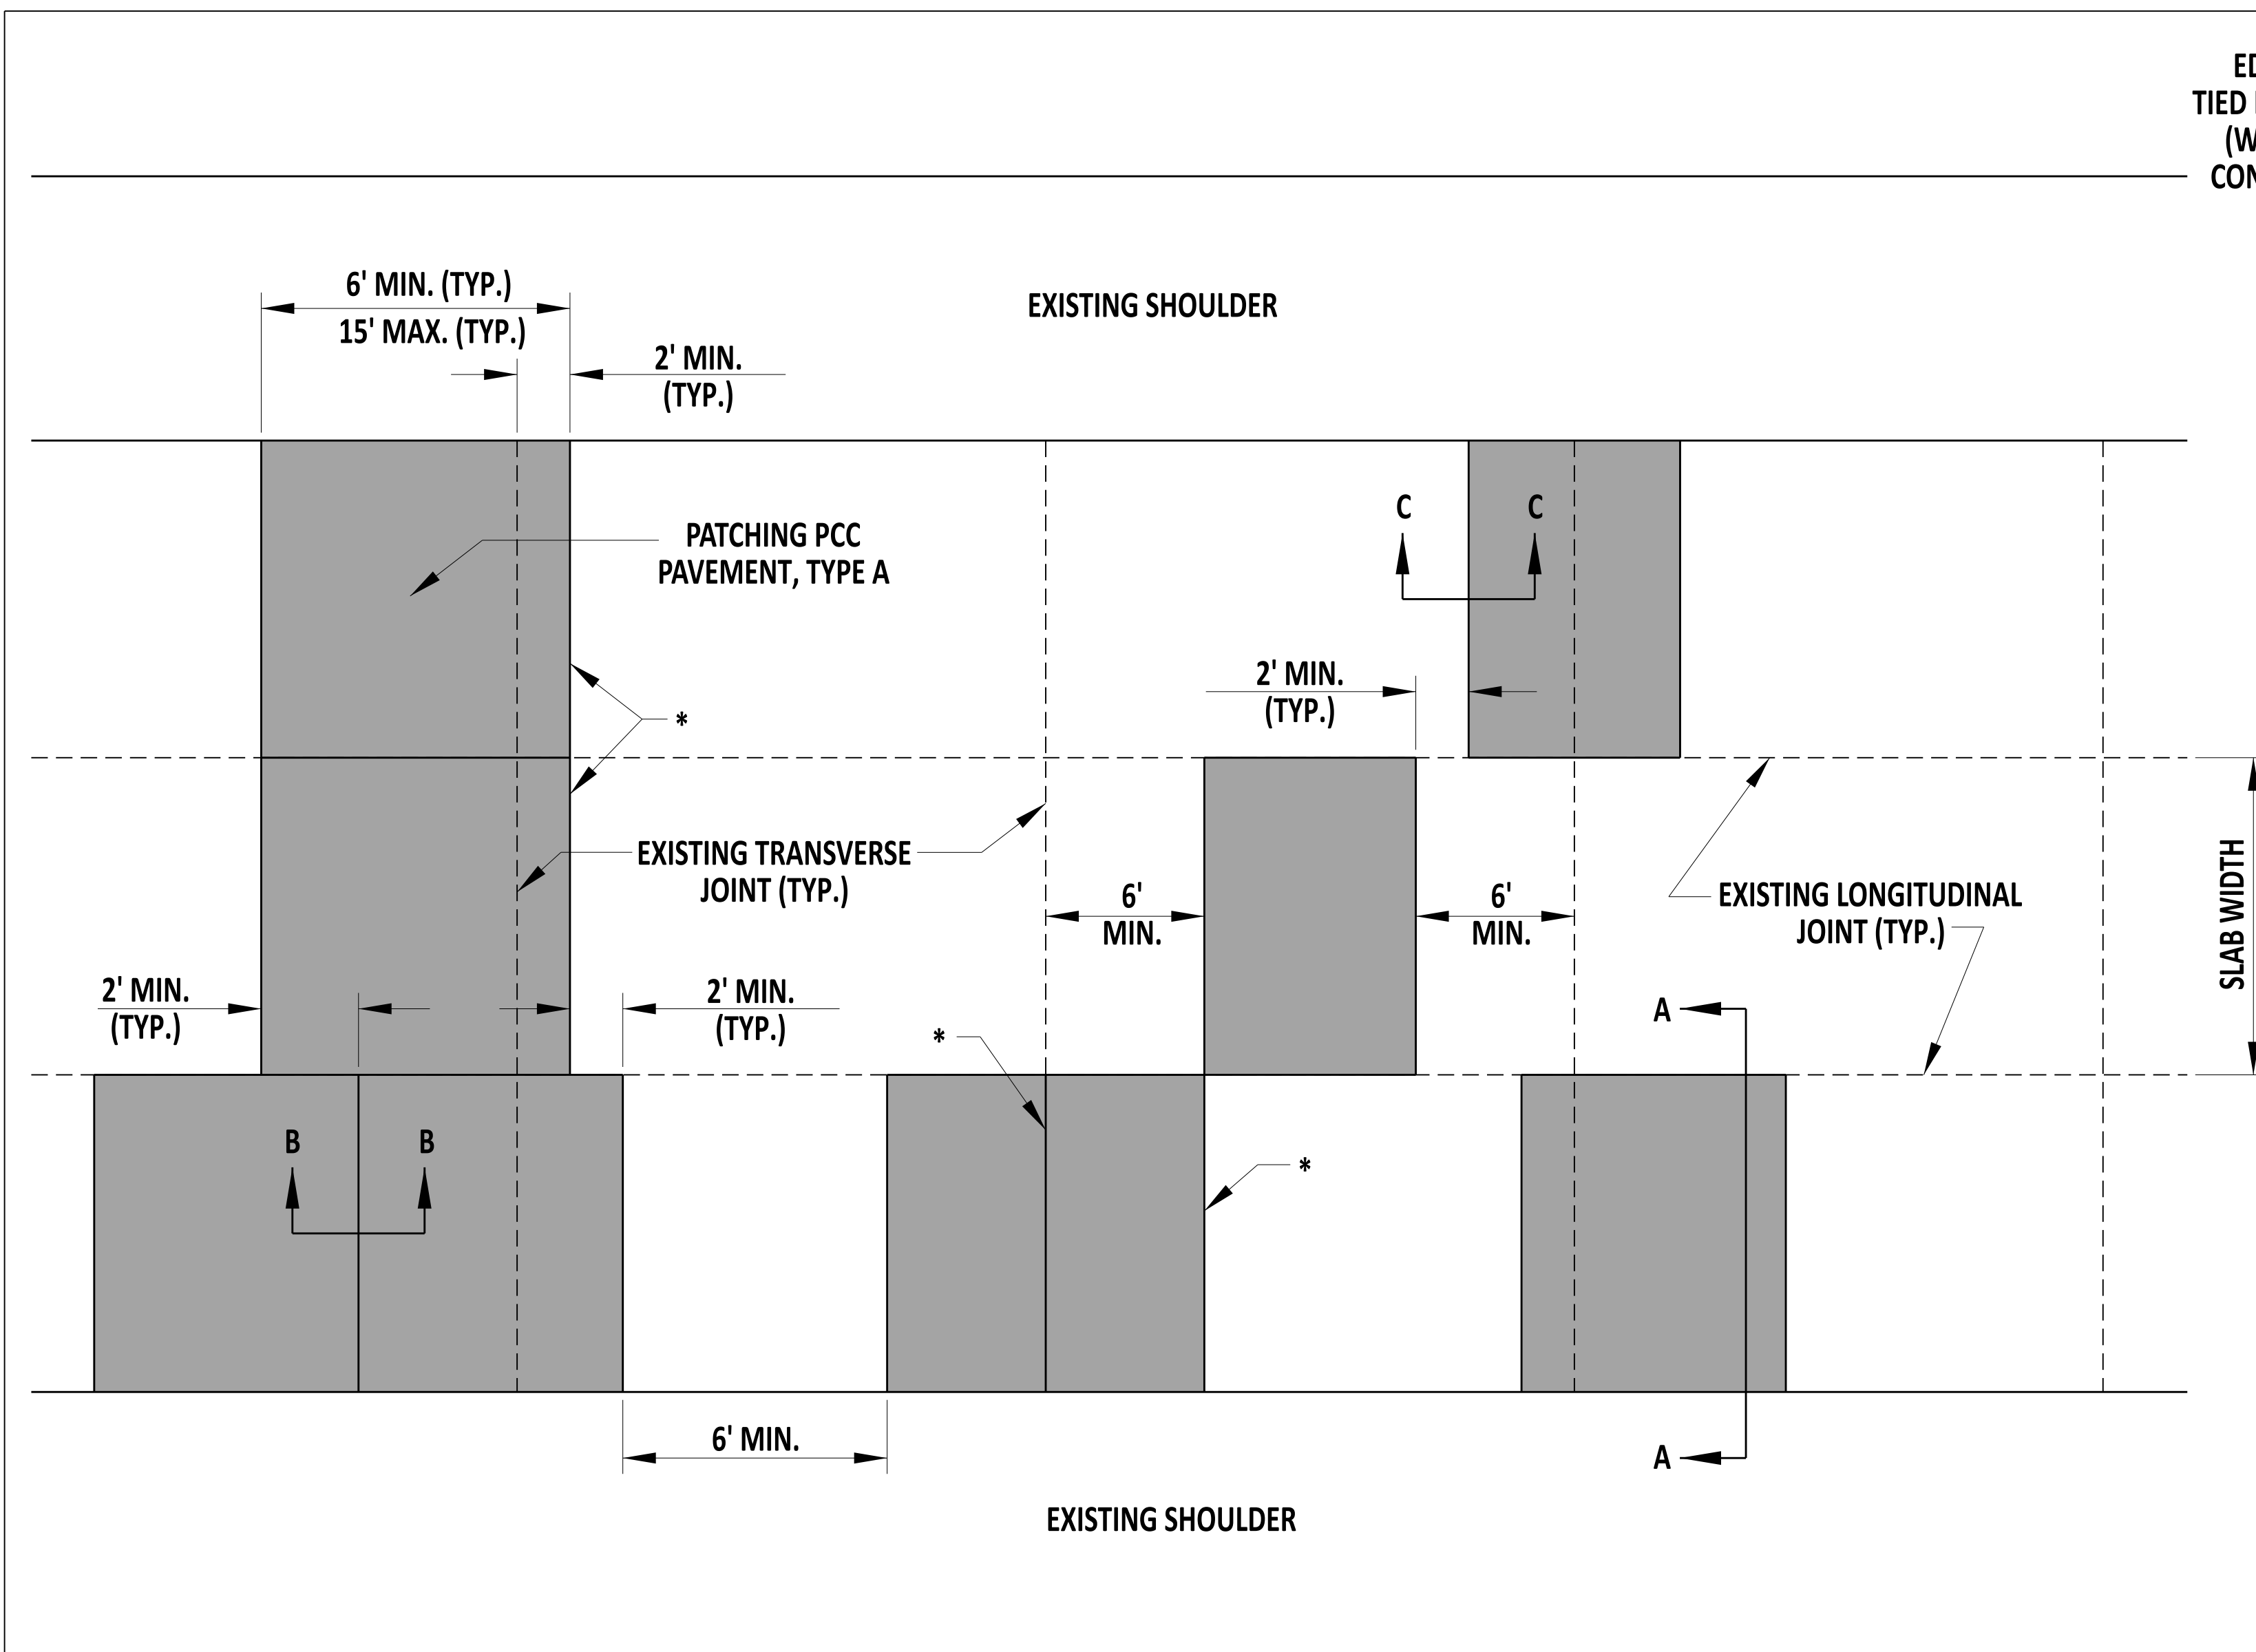 ED
TIED
(W
CON
6' MIN. (TYP.)
15' MAX. (TYP.)
EXISTING SHOULDER
2' MIN.
(TYP.)
C C
PATCHING PCC
PAVEMENT, TYPE A
2' MIN.
(TYP.)
*
EXISTING TRANSVERSE
JOINT (TYP.)
6'
MIN.
6'
MIN.
EXISTING LONGITUDINAL
JOINT (TYP.)
SLAB WIDTH
2' MIN.
(TYP.)
2' MIN.
(TYP.)
*
A
B B
*
6' MIN.
A
EXISTING SHOULDER